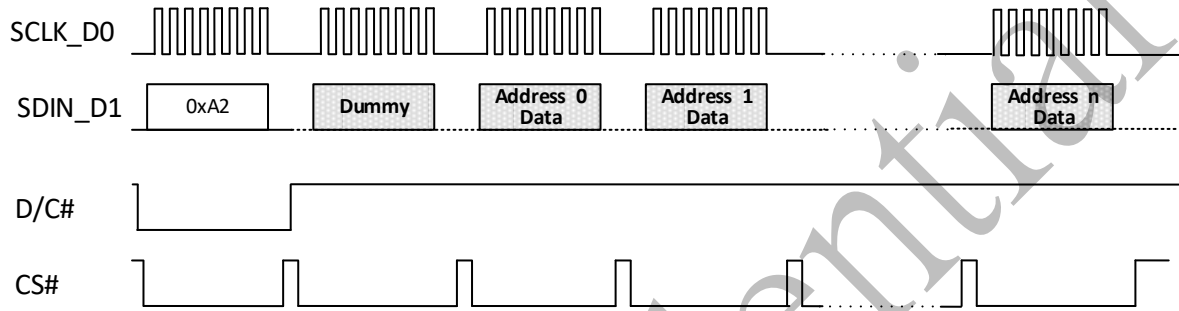 SCLK_D0
SDIN_D1
0xA2
Dummy
Address 0
Data
Address 1
Data
Address n
Data
D/C#
CS#